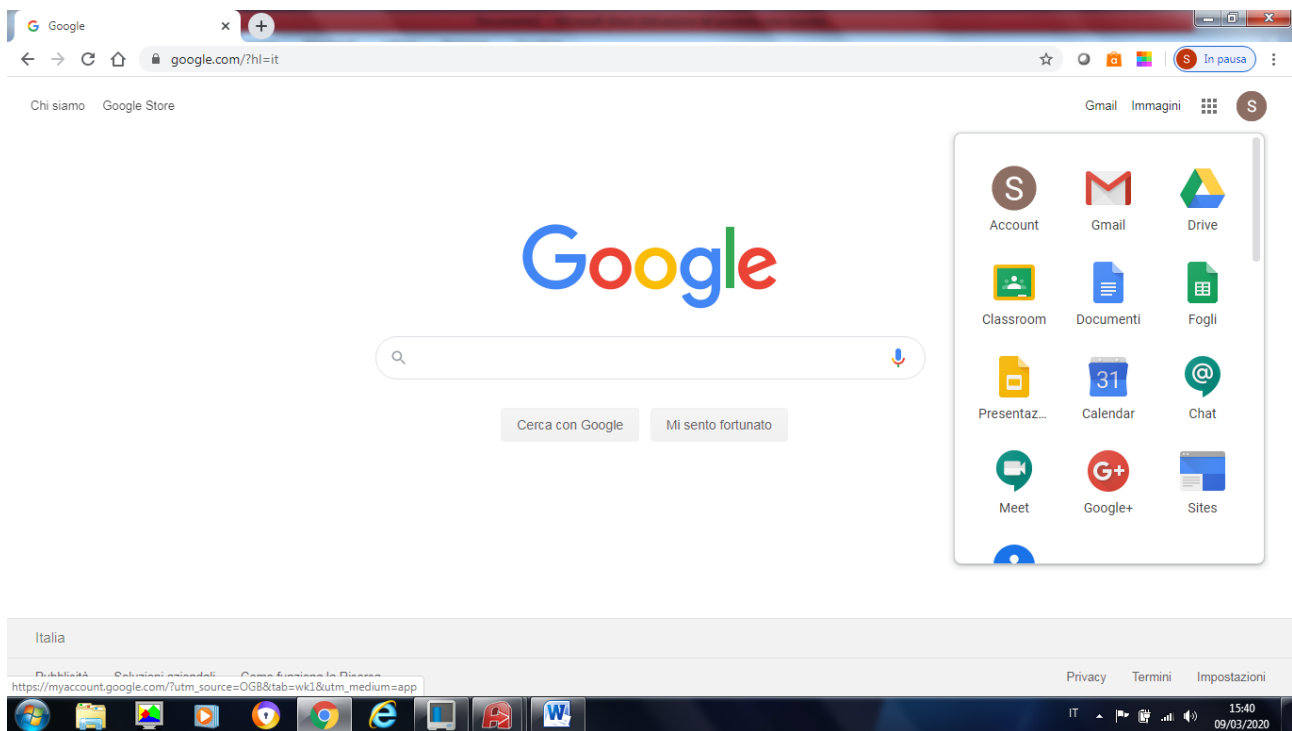 Google
google.com/?hl=it
S In pausa
Chi siamo Google Store
Gmail Immagini S
S
Account Gmail Drive
Google
Classroom Documenti Fogli
31
Presentaz... Calendar Chat
Cerca con Google Mi sento fortunato
G+
Meet Google+ Sites
Italia
Privacy Termini Impostazioni
https://myaccount.google.com/?utm_source=OGB&tab=wk1&utm_medium=app
IT 15:40
09/03/2020